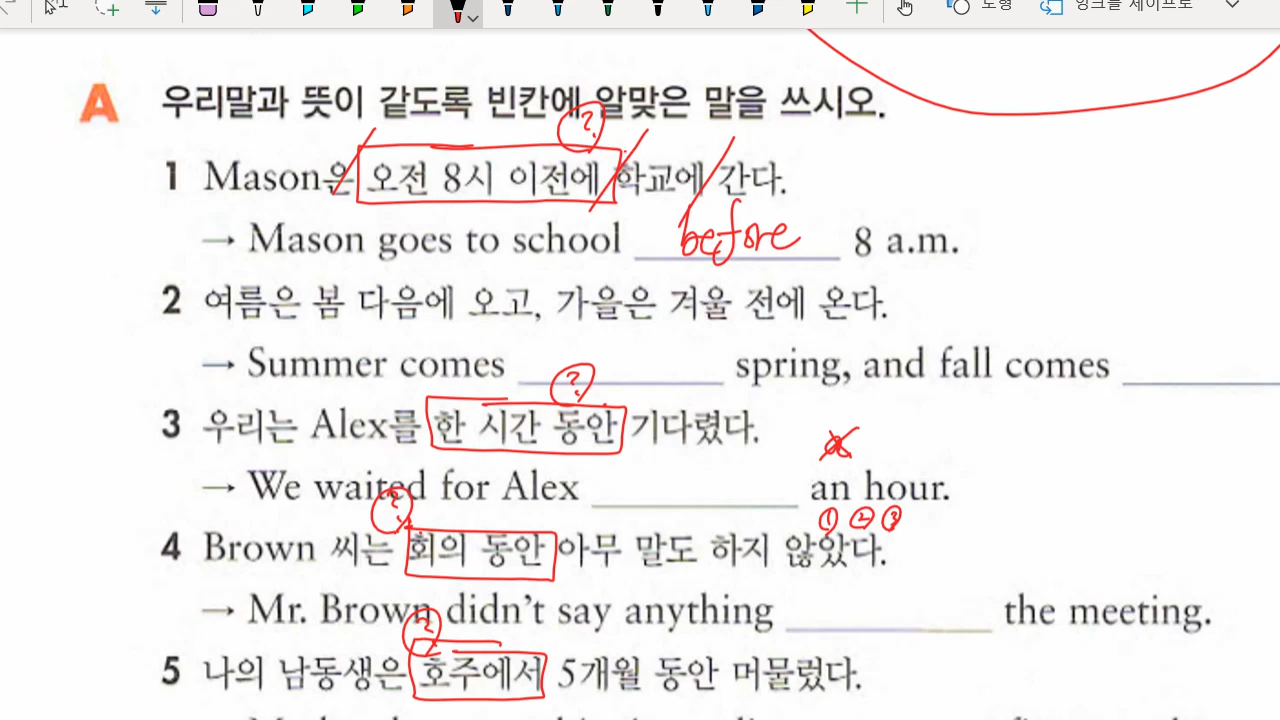 도형
A 우리말과 뜻이 같도록 빈칸에 알맞은 말을 쓰시오.
?
1 Mason은 오전 8시 이전에 학교에 간다.
→ Mason goes to school before 8 a.m.
2 여름은 봄 다음에 오고, 가을은 겨울 전에 온다.
→ Summer comes spring, and fall comes
?
3 우리는 Alex를 한 시간 동안 기다렸다.
a
→ We waited for Alex an hour.
? ① ② ③
4 Brown 씨는 회의 동안 아무 말도 하지 않았다.
→ Mr. Brown didn't say anything the meeting.
?
5 나의 남동생은 호주에서 5개월 동안 머물렀다.